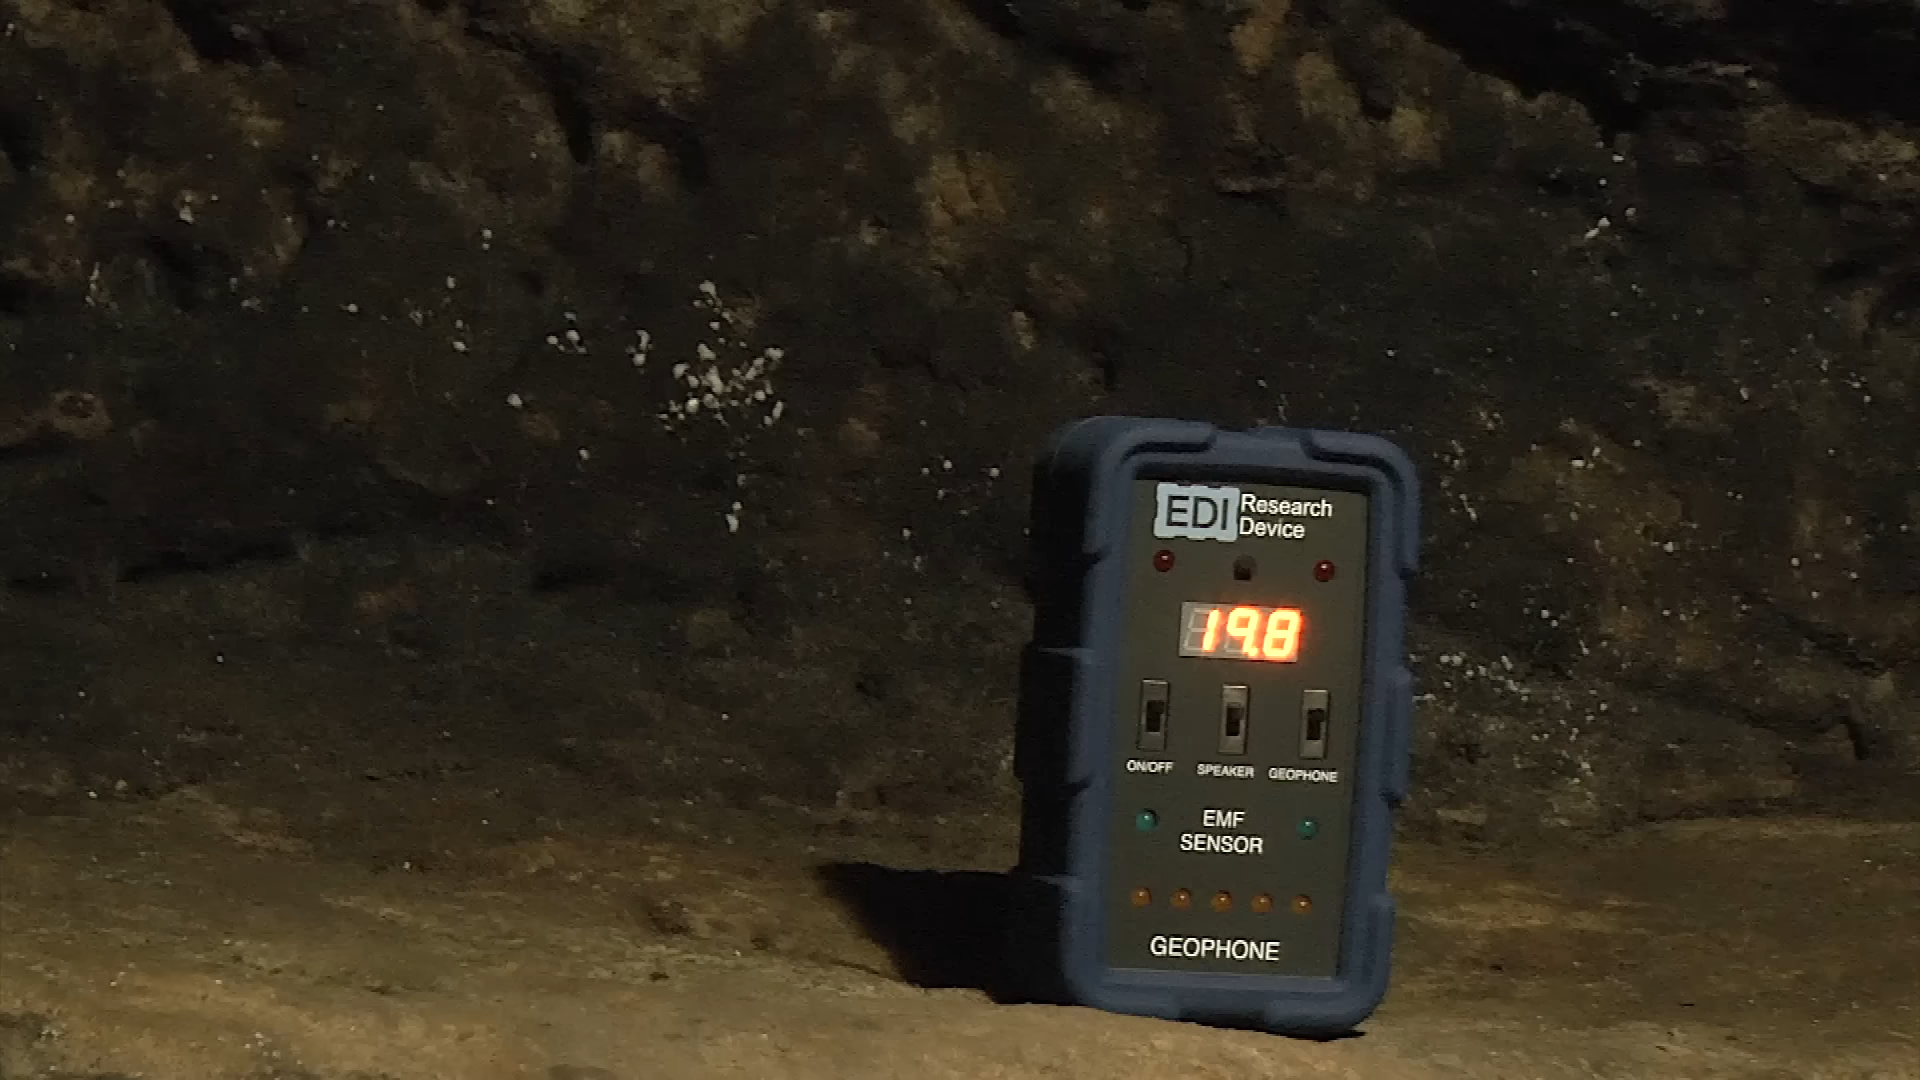 EDI Research
Device
19.8
ON/OFF SPEAKER GEOPHONE
EMF
SENSOR
GEOPHONE